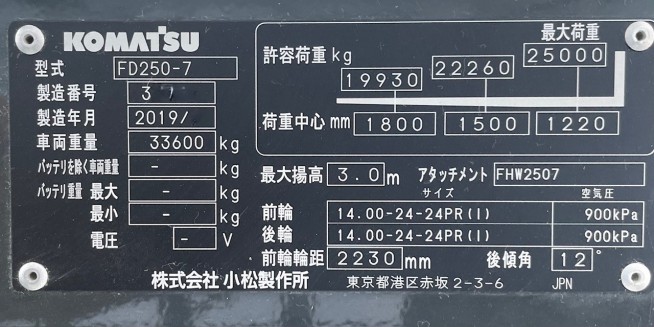 KOMATSU
型式 FD250-7
製造番号 3
製造年月 2019/
車両重量 33600 kg
バッテリを除く車両重量 - kg
バッテリ重量 最大 - kg
最小 - kg
電圧 - V
最大荷重
許容荷重 kg 19930 22260 25000
荷重中心 mm 1800 1500 1220
最大揚高 3.0 m アタッチメント FHW2507
サイズ 空気圧
前輪 14.00-24-24PR(I) 900kPa
後輪 14.00-24-24PR(I) 900kPa
前輪輪距 2230 mm 後傾角 12°
株式会社 小松製作所 東京都港区赤坂 2-3-6 JPN